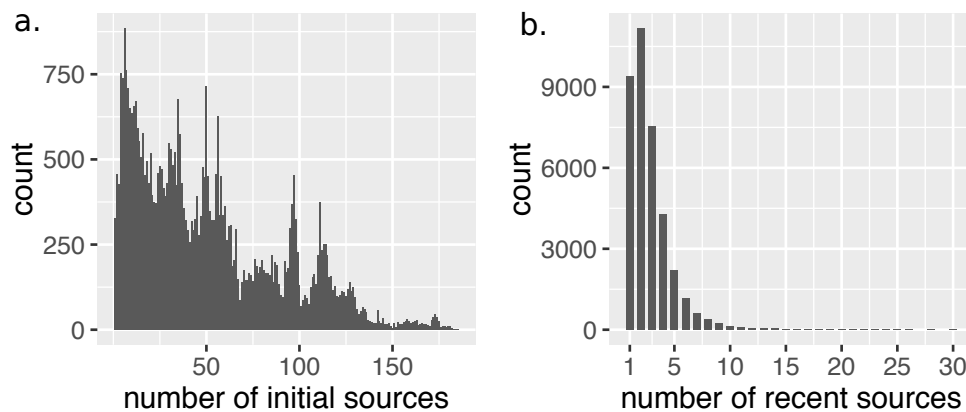 a.
count
750
500
250
0
50 100 150
number of initial sources
b.
count
9000
6000
3000
0
1 5 10 15 20 25 30
number of recent sources